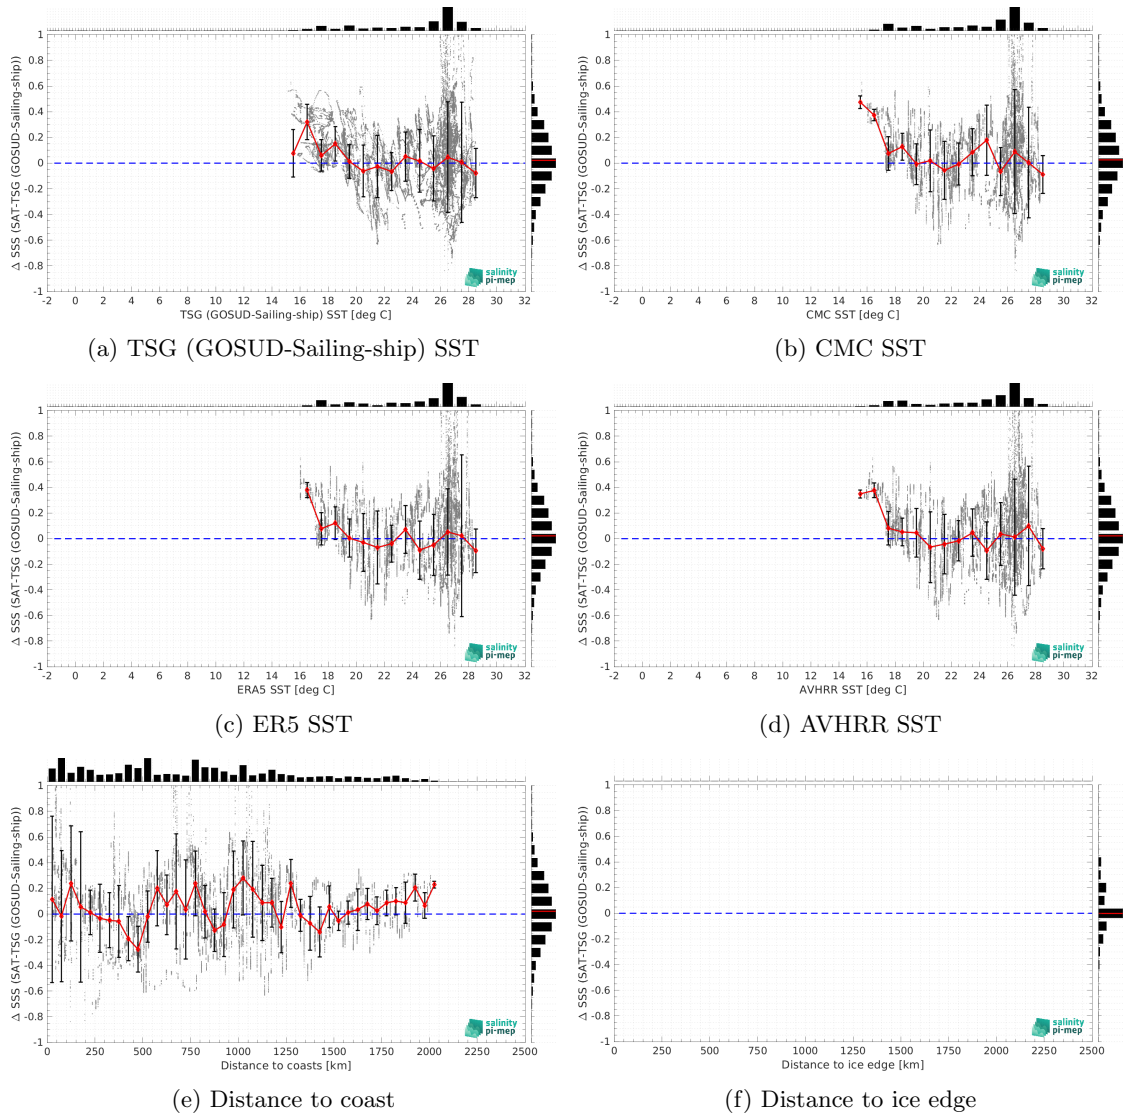 1
0.8
0.6
0.4
0.2
0
-0.2
-0.4
-0.6
-0.8
-1
Δ SSS (SAT-TSG (GOSUD-Sailing-ship))
-2 0 2 4 6 8 10 12 14 16 18 20 22 24 26 28 30 32
TSG (GOSUD-Sailing-ship) SST [deg C]
salinity
pi-mep
(a) TSG (GOSUD-Sailing-ship) SST
1
0.8
0.6
0.4
0.2
0
-0.2
-0.4
-0.6
-0.8
-1
Δ SSS (SAT-TSG (GOSUD-Sailing-ship))
-2 0 2 4 6 8 10 12 14 16 18 20 22 24 26 28 30 32
CMC SST [deg C]
salinity
pi-mep
(b) CMC SST
1
0.8
0.6
0.4
0.2
0
-0.2
-0.4
-0.6
-0.8
-1
Δ SSS (SAT-TSG (GOSUD-Sailing-ship))
-2 0 2 4 6 8 10 12 14 16 18 20 22 24 26 28 30 32
ERA5 SST [deg C]
salinity
pi-mep
(c) ER5 SST
1
0.8
0.6
0.4
0.2
0
-0.2
-0.4
-0.6
-0.8
-1
Δ SSS (SAT-TSG (GOSUD-Sailing-ship))
-2 0 2 4 6 8 10 12 14 16 18 20 22 24 26 28 30 32
AVHRR SST [deg C]
salinity
pi-mep
(d) AVHRR SST
1
0.8
0.6
0.4
0.2
0
-0.2
-0.4
-0.6
-0.8
-1
Δ SSS (SAT-TSG (GOSUD-Sailing-ship))
0 250 500 750 1000 1250 1500 1750 2000 2250 2500
Distance to coasts [km]
salinity
pi-mep
(e) Distance to coast
1
0.8
0.6
0.4
0.2
0
-0.2
-0.4
-0.6
-0.8
-1
Δ SSS (SAT-TSG (GOSUD-Sailing-ship))
0 250 500 750 1000 1250 1500 1750 2000 2250 2500
Distance to ice edge [km]
salinity
pi-mep
(f) Distance to ice edge